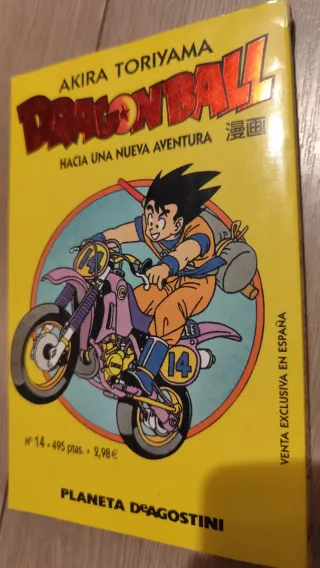 AKIRA TORIYAMA
DRAGON BALL
HACIA UNA NUEVA AVENTURA
漫画
14
14
Nº 14 • 495 ptas. • 2,98 €
VENTA EXCLUSIVA EN ESPAÑA
PLANETA DeAGOSTINI